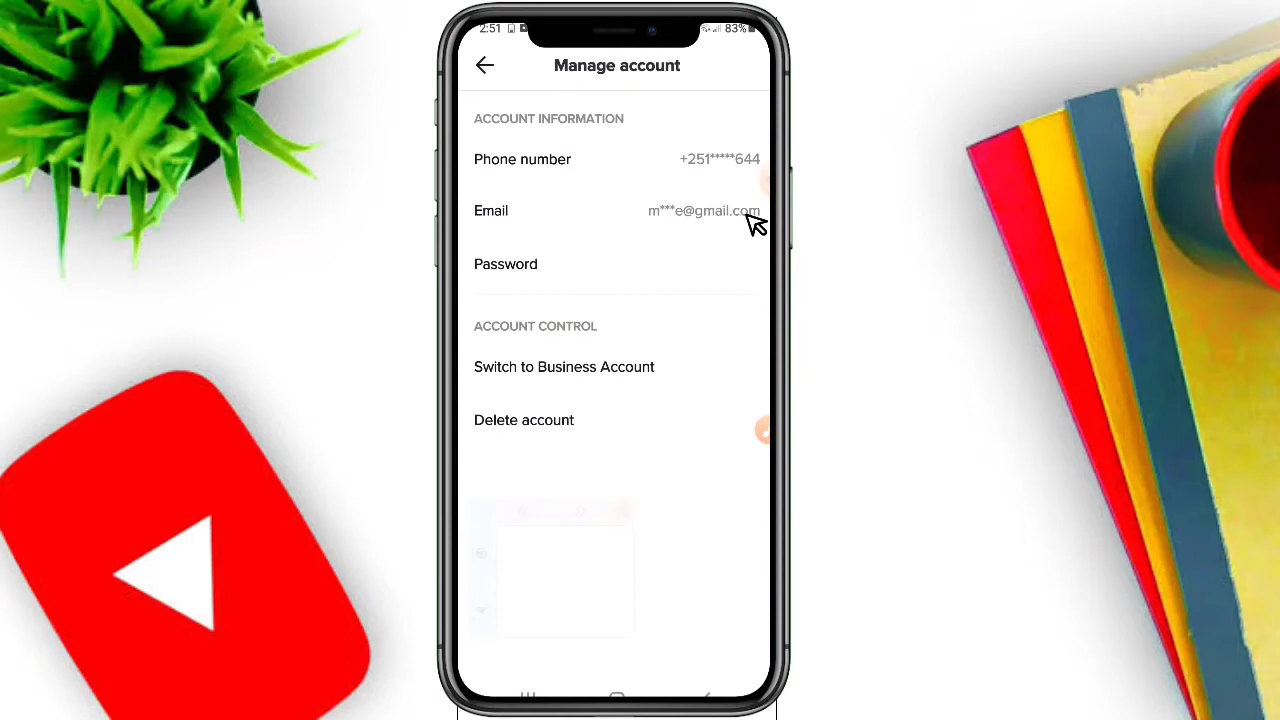 2:51 83%
Manage account
ACCOUNT INFORMATION
Phone number +251*****644
Email m***e@gmail.com
Password
ACCOUNT CONTROL
Switch to Business Account
Delete account